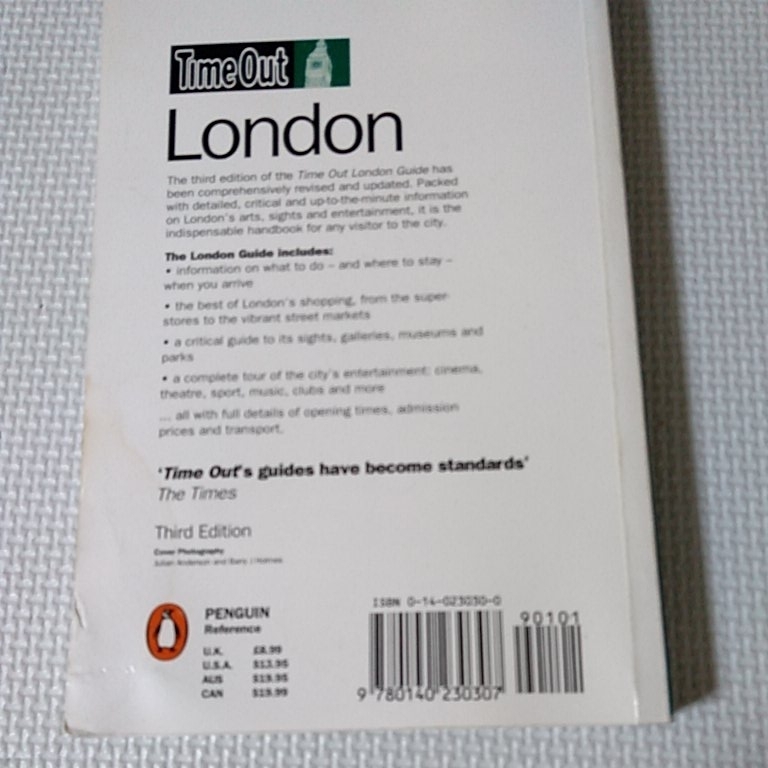 Time Out
London
The third edition of the Time Out London Guide has
been comprehensively revised and updated. Packed
with detailed, critical and up-to-the-minute information
on London's arts, sights and entertainment, it is the
indispensable handbook for any visitor to the city.
The London Guide includes:
• information on what to do – and where to stay –
when you arrive
• the best of London's shopping, from the super-
stores to the vibrant street markets
• a critical guide to its sights, galleries, museums and
parks
• a complete tour of the city's entertainment: cinema,
theatre, sport, music, clubs and more
... all with full details of opening times, admission
prices and transport.
'Time Out's guides have become standards'
The Times
Third Edition
Cover Photography
Julian Anderson and Barry J Holmes
PENGUIN
Reference
U.K. £8.99
U.S.A. $13.95
AUS $19.95
CAN $19.99
ISBN 0-14-023030-0
90101
9 780140 230307